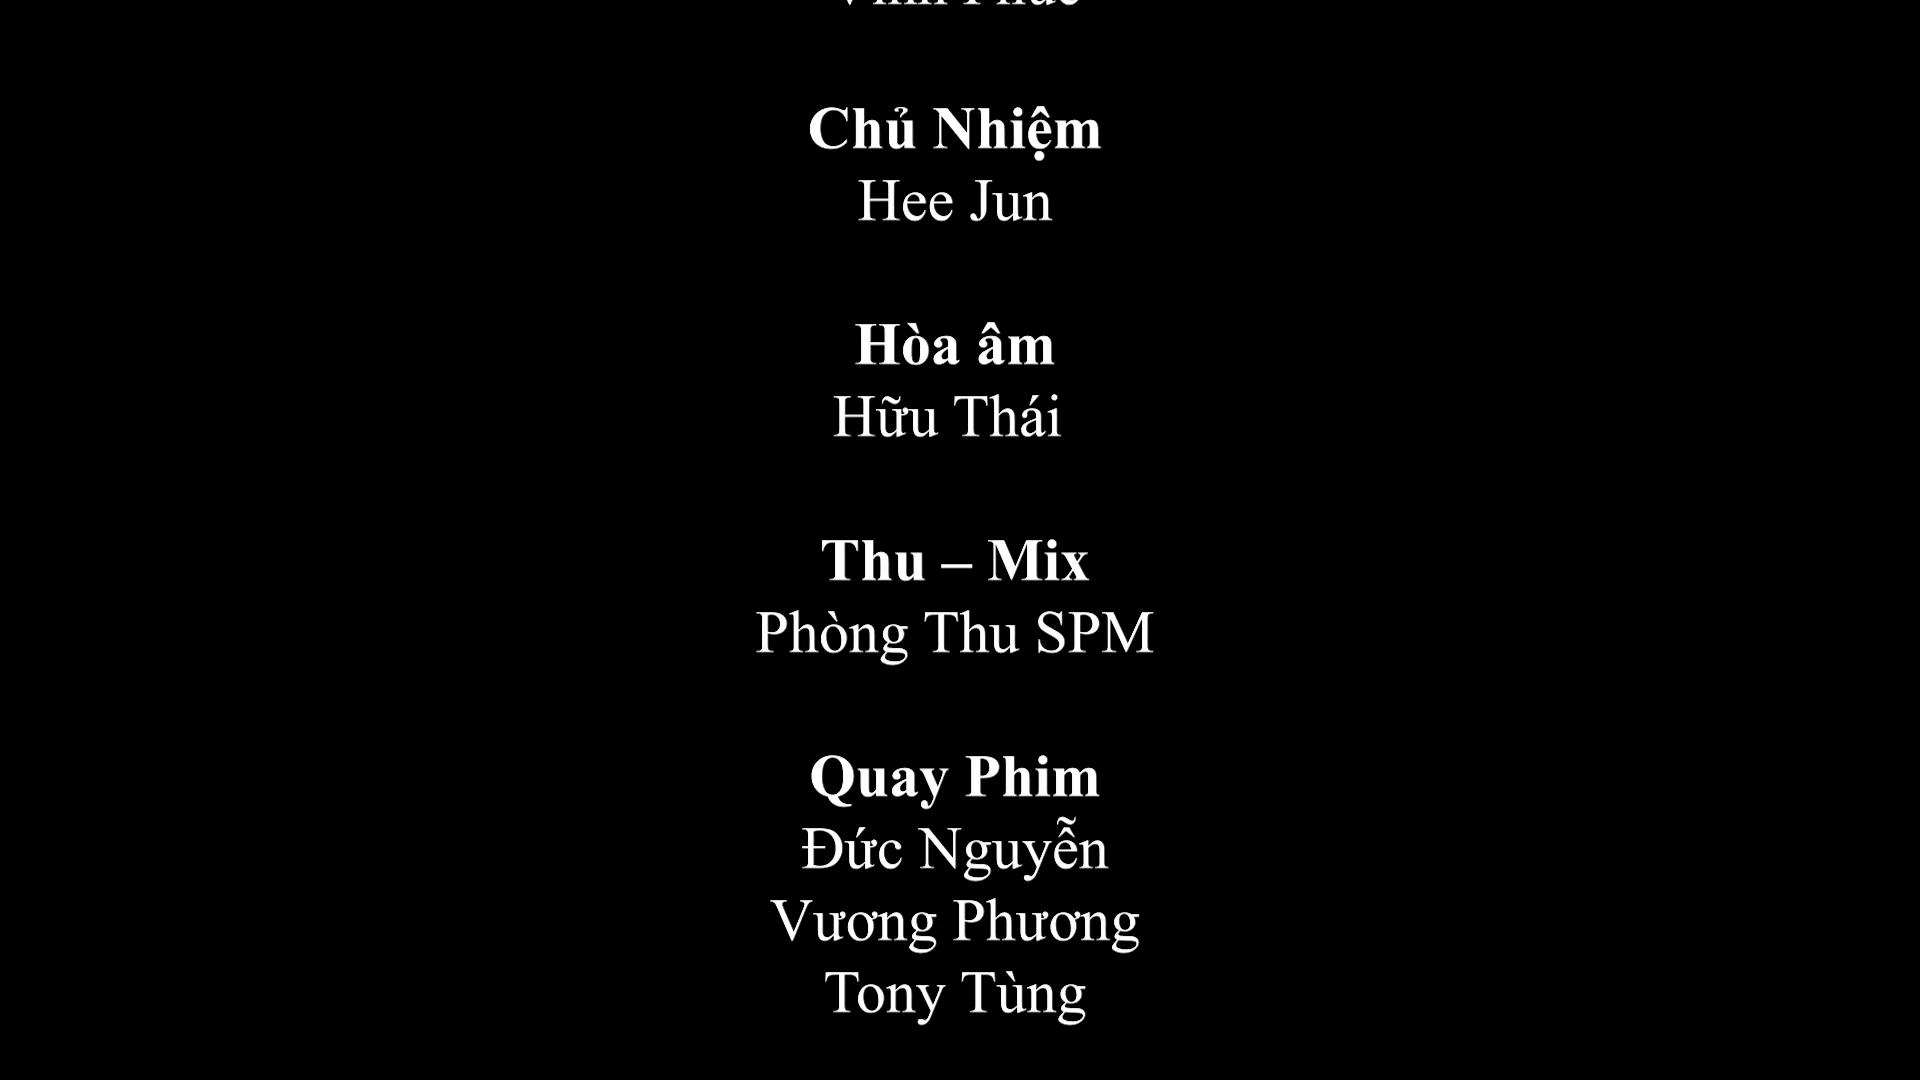 Chủ Nhiệm
Hee Jun
Hòa âm
Hữu Thái
Thu – Mix
Phòng Thu SPM
Quay Phim
Đức Nguyễn
Vương Phương
Tony Tùng